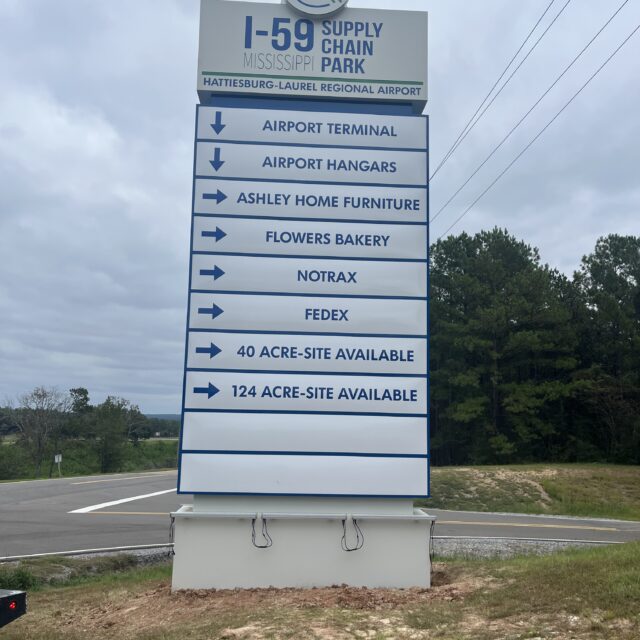 I-59 SUPPLY
MISSISSIPPI CHAIN
PARK
HATTIESBURG-LAUREL REGIONAL AIRPORT
AIRPORT TERMINAL
AIRPORT HANGARS
ASHLEY HOME FURNITURE
FLOWERS BAKERY
NOTRAX
FEDEX
40 ACRE-SITE AVAILABLE
124 ACRE-SITE AVAILABLE